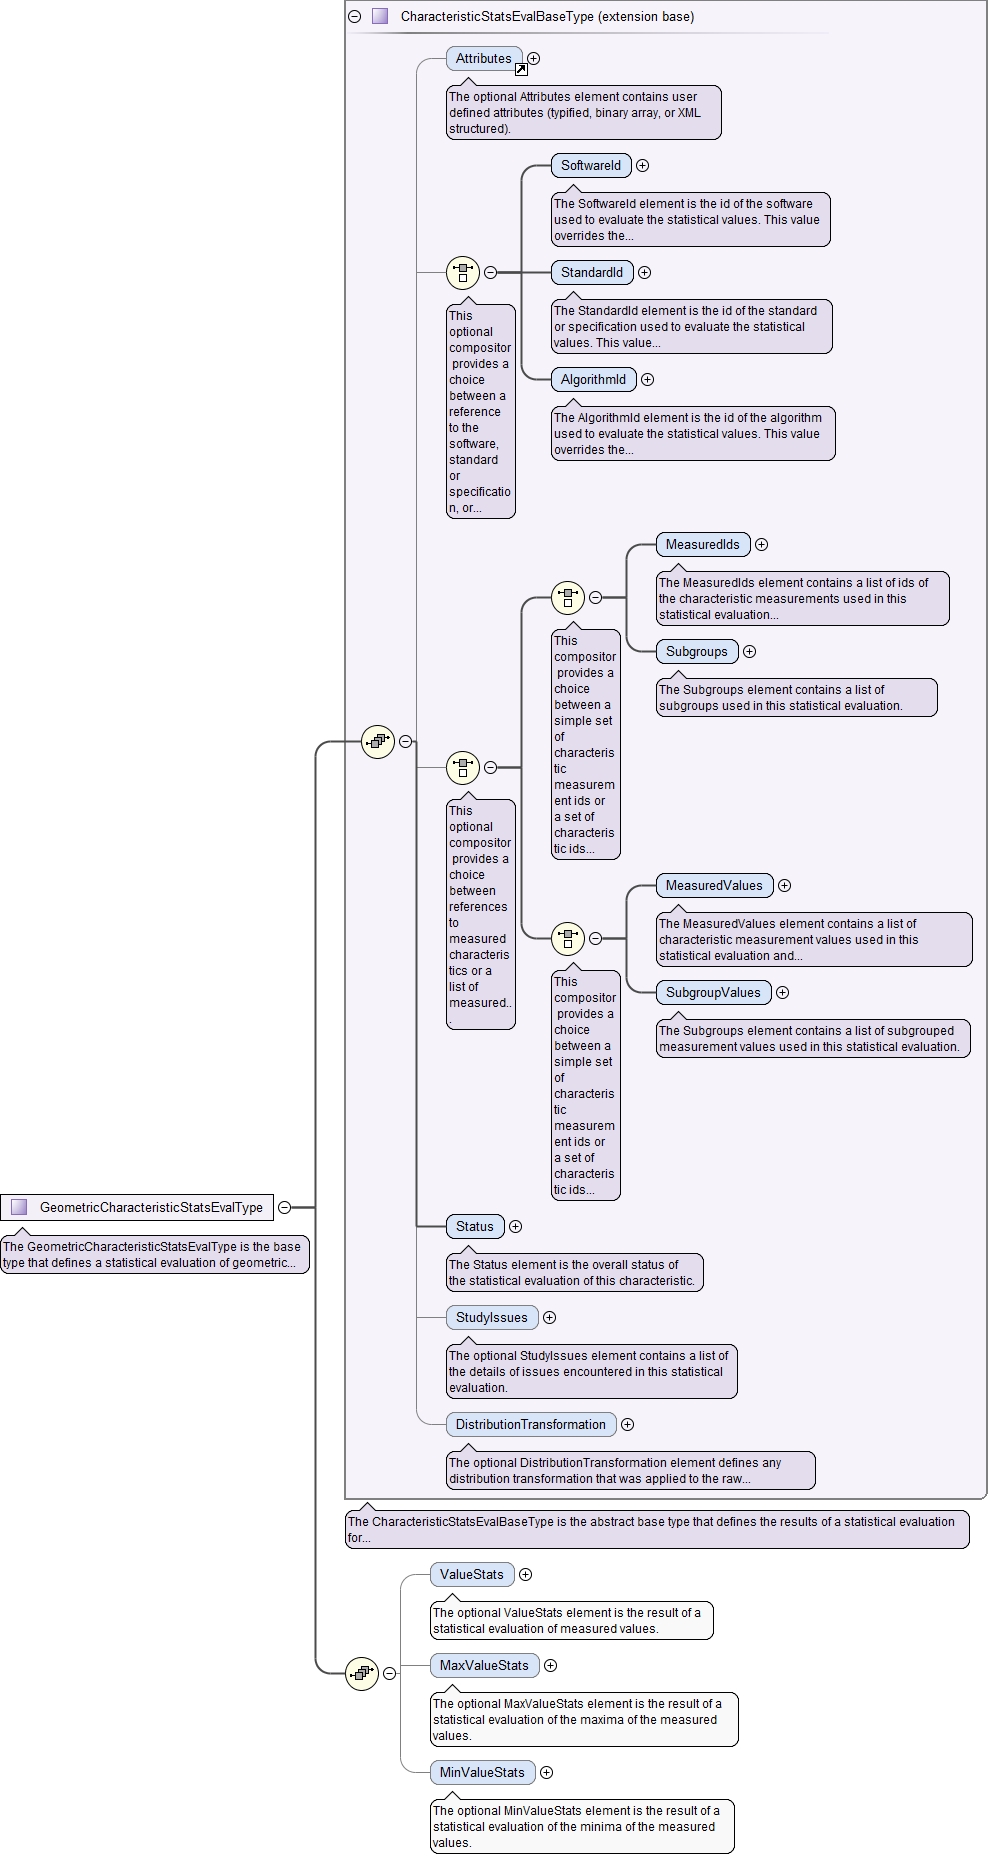 CharacteristicStatsEvalBaseType (extension base)
Attributes
The optional Attributes element contains user
defined attributes (typified, binary array, or XML
structured).
SoftwareId
The SoftwareId element is the id of the software
used to evaluate the statistical values. This value
overrides the...
StandardId
The StandardId element is the id of the standard
or specification used to evaluate the statistical
values. This value...
AlgorithmId
The AlgorithmId element is the id of the algorithm
used to evaluate the statistical values. This value
overrides the...
This
optional
compositor
provides a
choice
between a
reference
to the
software,
standard
or
specificatio
n, or...
MeasuredIds
The MeasuredIds element contains a list of ids of
the characteristic measurements used in this
statistical evaluation...
Subgroups
The Subgroups element contains a list of
subgroups used in this statistical evaluation.
This
compositor
provides a
choice
between a
simple set
of
characteris
tic
measurem
ent ids or
a set of
characteris
tic ids...
This
optional
compositor
provides a
choice
between
references
to
measured
characteris
tics or a
list of
measured..
.
MeasuredValues
The MeasuredValues element contains a list of
characteristic measurement values used in this
statistical evaluation and...
SubgroupValues
The Subgroups element contains a list of subgrouped
measurement values used in this statistical evaluation.
This
compositor
provides a
choice
between a
simple set
of
characteris
tic
measurem
ent ids or
a set of
characteris
tic ids...
GeometricCharacteristicStatsEvalType
The GeometricCharacteristicStatsEvalType is the base
type that defines a statistical evaluation of geometric...
Status
The Status element is the overall status of
the statistical evaluation of this characteristic.
StudyIssues
The optional StudyIssues element contains a list of
the details of issues encountered in this statistical
evaluation.
DistributionTransformation
The optional DistributionTransformation element defines any
distribution transformation that was applied to the raw...
The CharacteristicStatsEvalBaseType is the abstract base type that defines the results of a statistical evaluation
for...
ValueStats
The optional ValueStats element is the result of a
statistical evaluation of measured values.
MaxValueStats
The optional MaxValueStats element is the result of a
statistical evaluation of the maxima of the measured
values.
MinValueStats
The optional MinValueStats element is the result of a
statistical evaluation of the minima of the measured
values.